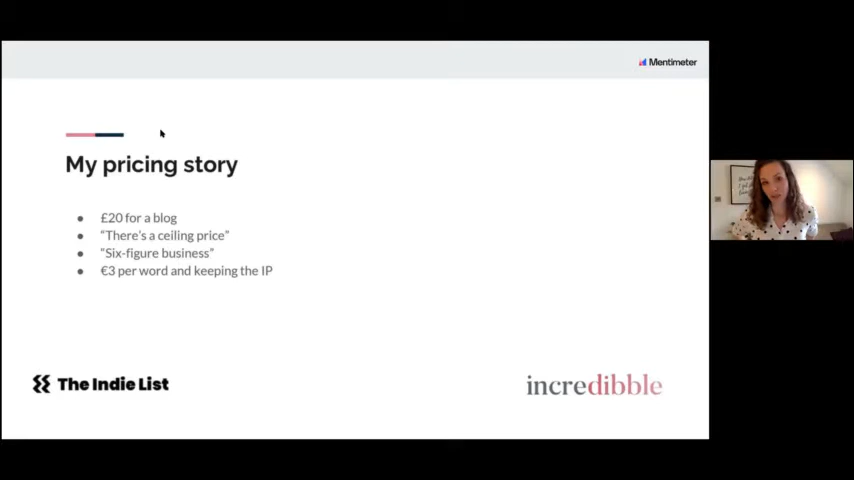 Mentimeter
My pricing story
£20 for a blog
“There’s a ceiling price”
“Six-figure business”
€3 per word and keeping the IP
The Indie List
incredibble